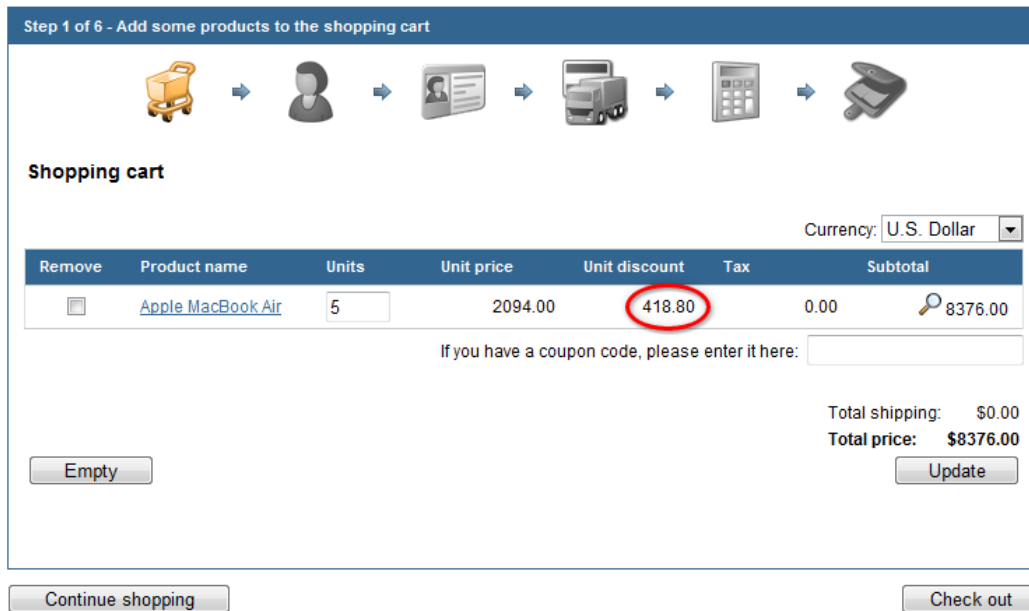 Step 1 of 6 - Add some products to the shopping cart
Shopping cart
Currency: U.S. Dollar
Remove Product name Units Unit price Unit discount Tax Subtotal
Apple MacBook Air 5 2094.00 418.80 0.00 8376.00
If you have a coupon code, please enter it here:
Total shipping: $0.00
Total price: $8376.00
Empty Update
Continue shopping Check out